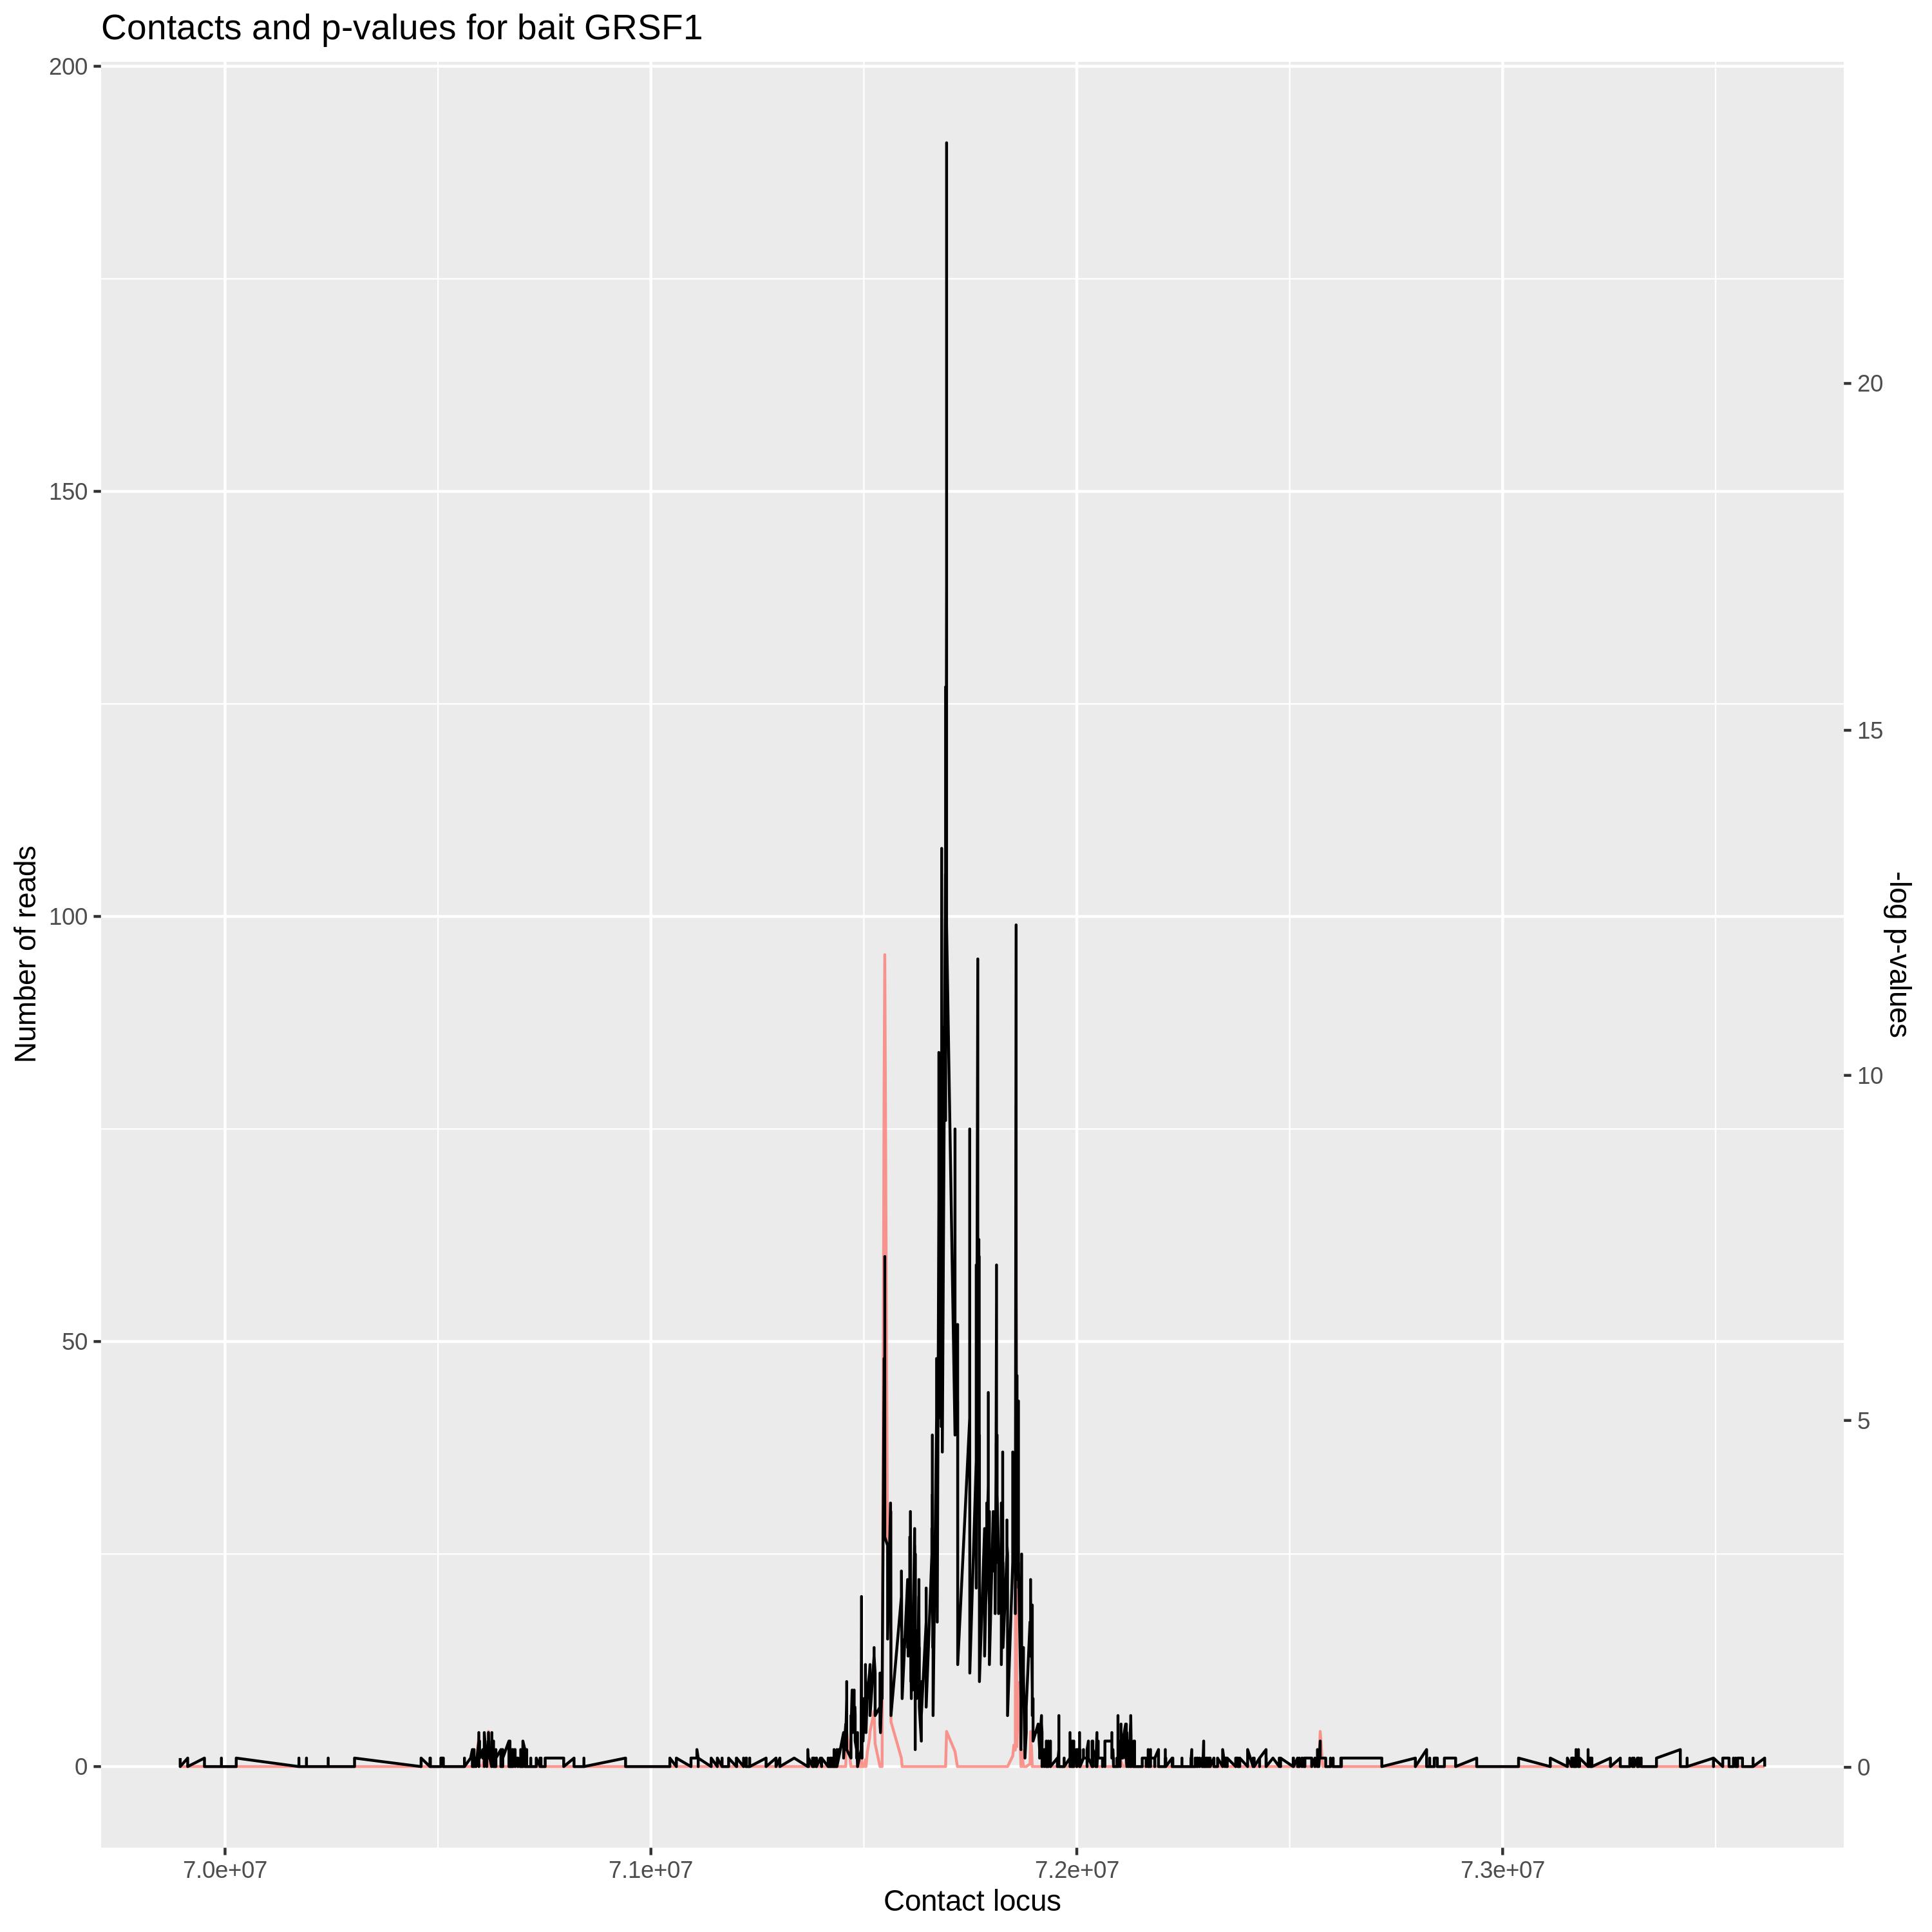 Contacts and p-values for bait GRSF1
200
150
100
50
0
Number of reads
20
15
10
5
0
-log p-values
7.0e+07
7.1e+07
7.2e+07
7.3e+07
Contact locus